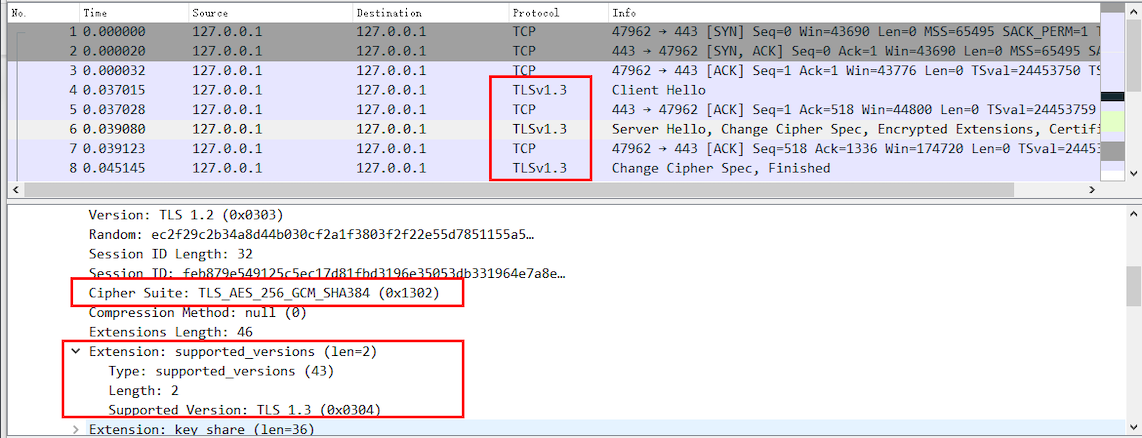 No. Time Source Destination Protocol Info
1 0.000000 127.0.0.1 127.0.0.1 TCP 47962 → 443 [SYN] Seq=0 Win=43690 Len=0 MSS=65495 SACK_PERM=1
2 0.000020 127.0.0.1 127.0.0.1 TCP 443 → 47962 [SYN, ACK] Seq=0 Ack=1 Win=43690 Len=0 MSS=65495
3 0.000032 127.0.0.1 127.0.0.1 TCP 47962 → 443 [ACK] Seq=1 Ack=1 Win=43776 Len=0 TSval=24453750
4 0.037015 127.0.0.1 127.0.0.1 TLSv1.3 Client Hello
5 0.037028 127.0.0.1 127.0.0.1 TCP 443 → 47962 [ACK] Seq=1 Ack=518 Win=44800 Len=0 TSval=24453759
6 0.039080 127.0.0.1 127.0.0.1 TLSv1.3 Server Hello, Change Cipher Spec, Encrypted Extensions,
7 0.039123 127.0.0.1 127.0.0.1 TCP 47962 → 443 [ACK] Seq=518 Ack=1336 Win=174720 Len=0
8 0.045145 127.0.0.1 127.0.0.1 TLSv1.3 Change Cipher Spec, Finished
Version: TLS 1.2 (0x0303)
Random: ec2f29c2b34a8d44b030cf2a1f3803f2f22e55d7851155a5…
Session ID Length: 32
Session ID: feb879e549125c5ec17d81fbd3196e35053db331964e7a8e…
Cipher Suite: TLS_AES_256_GCM_SHA384 (0x1302)
Compression Method: null (0)
Extensions Length: 46
Extension: supported_versions (len=2)
Type: supported_versions (43)
Length: 2
Supported Version: TLS 1.3 (0x0304)
Extension: key share (len=36)